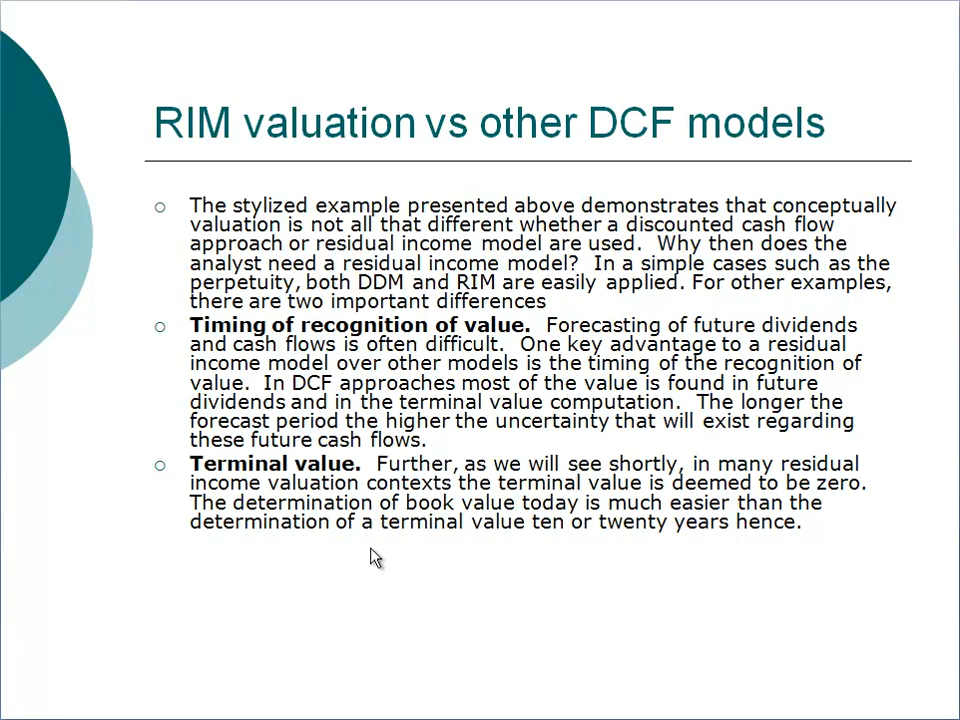 RIM valuation vs other DCF models
The stylized example presented above demonstrates that conceptually
valuation is not all that different whether a discounted cash flow
approach or residual income model are used.  Why then does the
analyst need a residual income model?  In a simple cases such as the
perpetuity, both DDM and RIM are easily applied. For other examples,
there are two important differences
Timing of recognition of value.  Forecasting of future dividends
and cash flows is often difficult.  One key advantage to a residual
income model over other models is the timing of the recognition of
value.  In DCF approaches most of the value is found in future
dividends and in the terminal value computation.  The longer the
forecast period the higher the uncertainty that will exist regarding
these future cash flows.
Terminal value.  Further, as we will see shortly, in many residual
income valuation contexts the terminal value is deemed to be zero.
The determination of book value today is much easier than the
determination of a terminal value ten or twenty years hence.